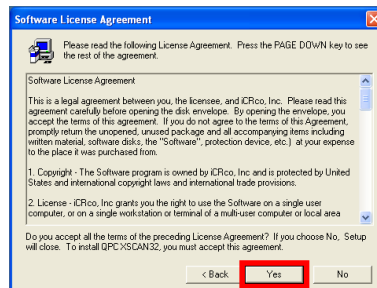 Software License Agreement
Please read the following License Agreement. Press the PAGE DOWN key to see
the rest of the agreement.
Software License Agreement
This is a legal agreement between you, the licensee, and iCRco, Inc. Please read this
agreement carefully before opening the disk envelope. By opening the envelope, you
accept the terms of this agreement. If you do not agree to the terms of this Agreement,
promptly return the unopened, unused package and all accompanying items including
written material, software disks, the "Software", protection device, etc.) at your expense
to the place it was purchased from.
1. Copyright - The Software program is owned by iCRco, Inc and is protected by United
States and international copyright laws and international trade provisions.
2. License - iCRco, Inc grants you the right to use the Software on a single user
computer, or on a single workstation or terminal of a multi-user computer or local area
Do you accept all the terms of the preceding License Agreement? If you choose No, Setup
will close. To install QPC XSCAN32, you must accept this agreement.
< Back Yes No